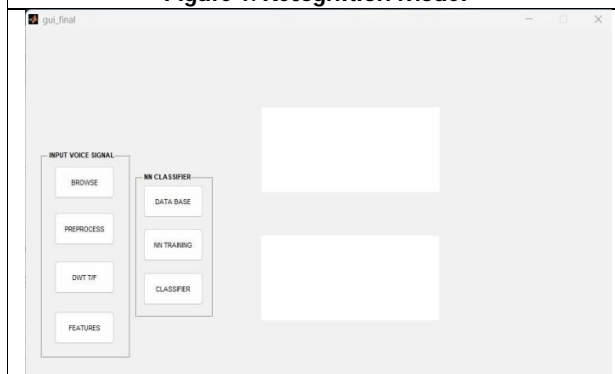 Figure 1. Recognition Model
gui_final
INPUT VOICE SIGNAL
BROWSE
PREPROCESS
DWT T/F
FEATURES
NN CLASSIFIER
DATA BASE
NN TRAINING
CLASSIFIER